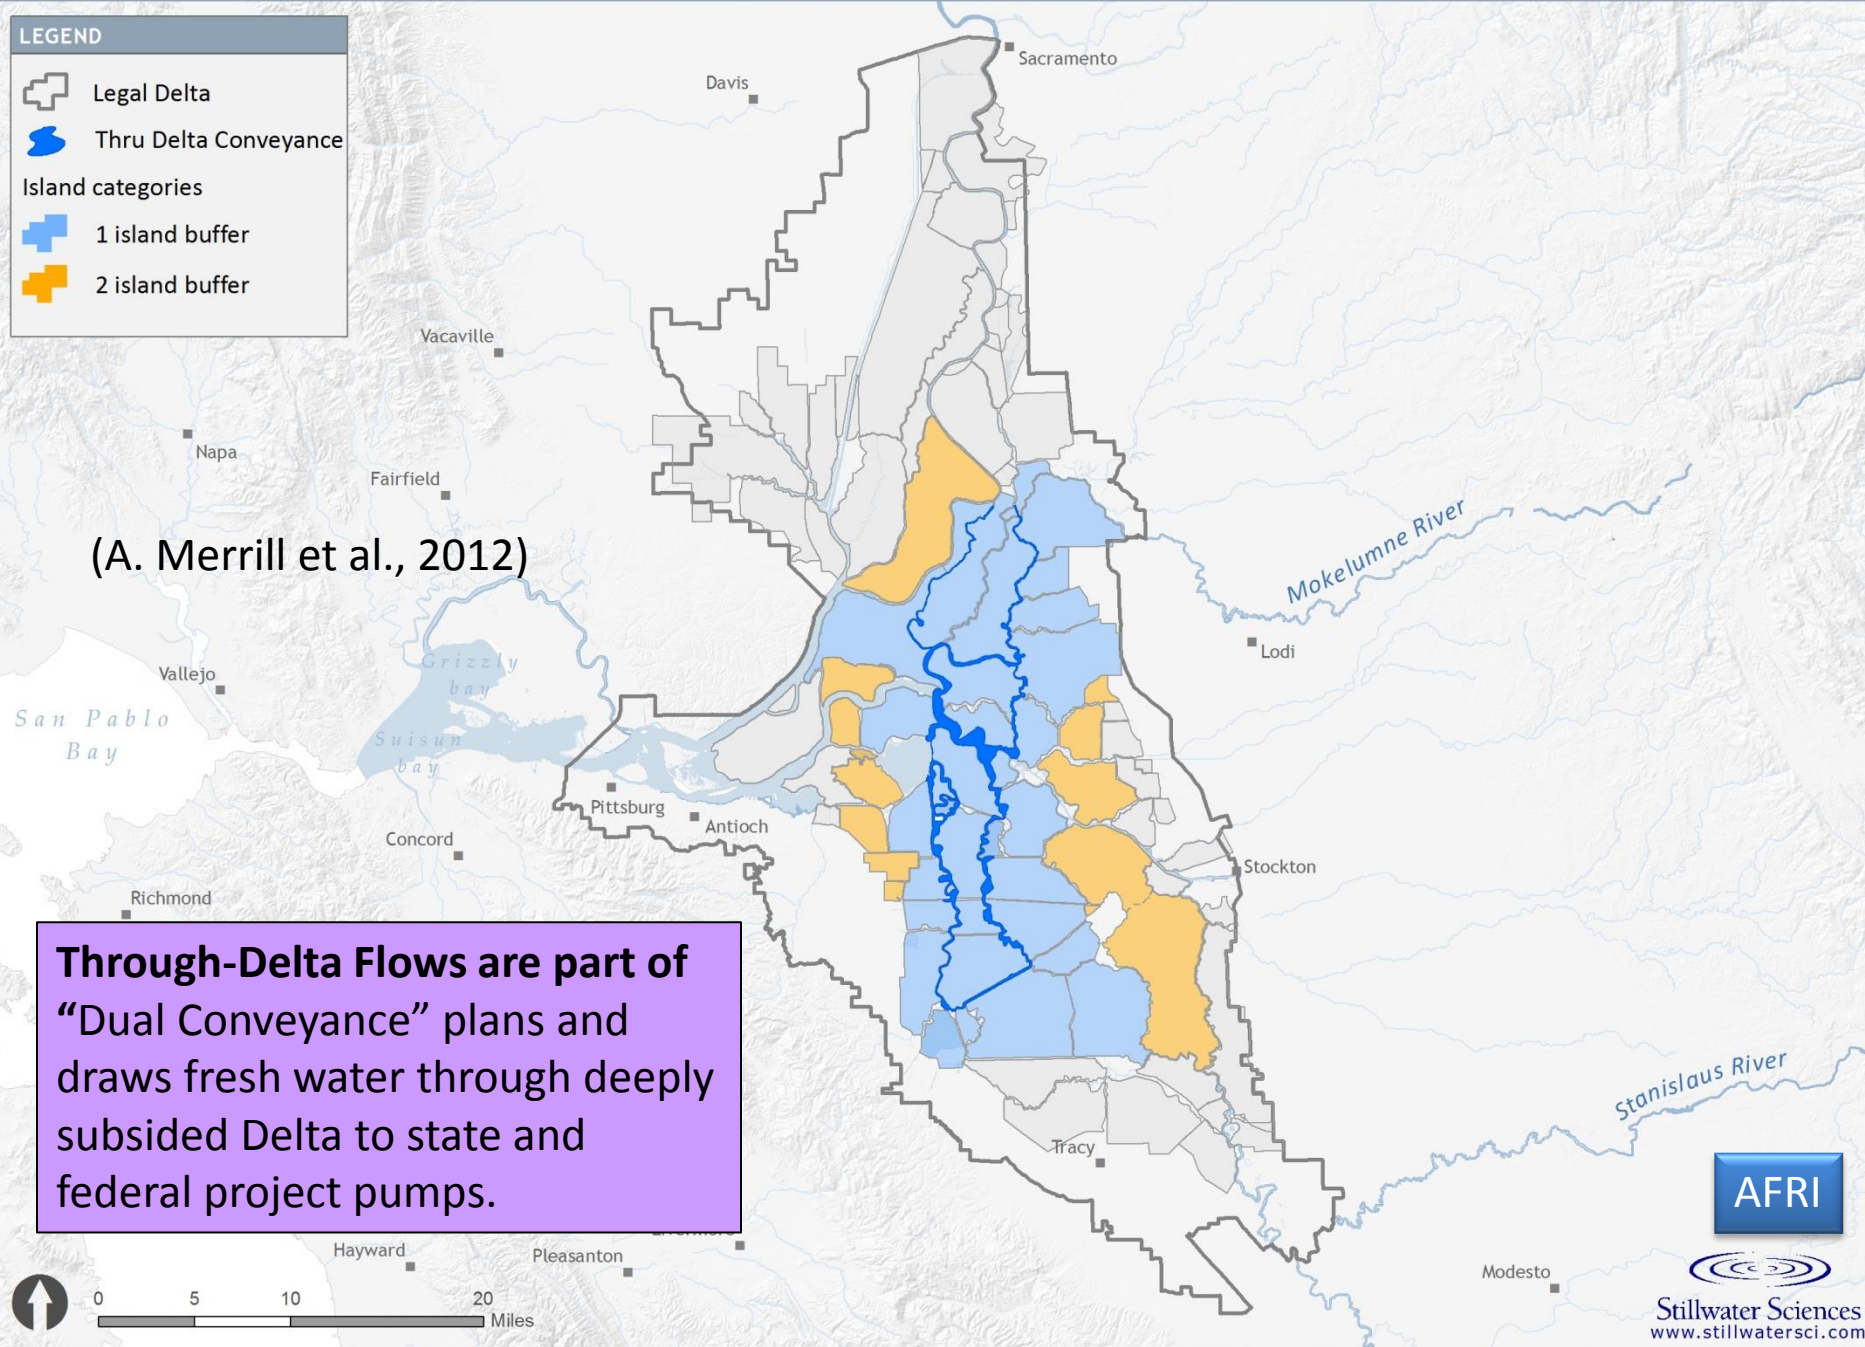 LEGEND
Legal Delta
Thru Delta Conveyance
Island categories
1 island buffer
2 island buffer
Sacramento
Davis
Vacaville
Napa
Fairfield
(A. Merrill et al., 2012)
Mokelumne River
Lodi
Grizzly
bay
Vallejo
San Pablo
Bay
Suisun
bay
Pittsburg
Antioch
Concord
Stockton
Richmond
Through-Delta Flows are part of
“Dual Conveyance” plans and
draws fresh water through deeply
subsided Delta to state and
federal project pumps.
Stanislaus River
Tracy
AFRI
Hayward
Pleasanton
Modesto
0 5 10 20
Miles
Stillwater Sciences
www.stillwatersci.com